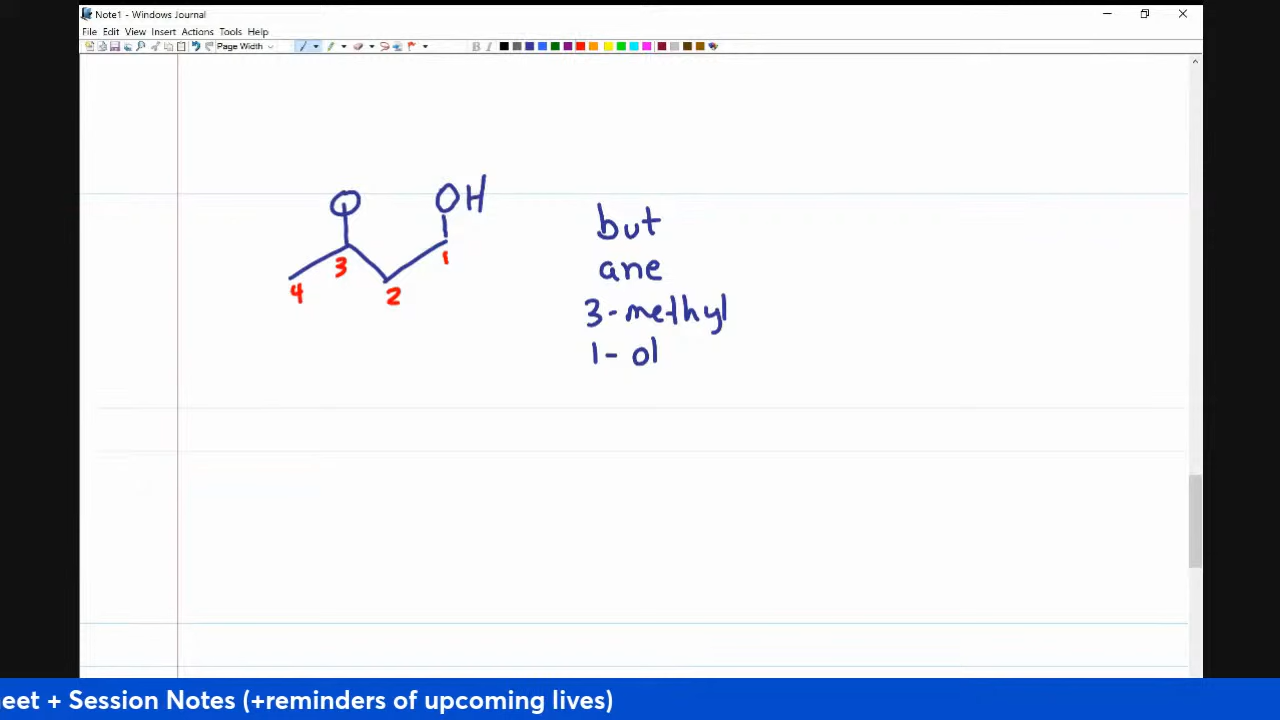 Note1 - Windows Journal
File Edit View Insert Actions Tools Help
Page Width
B I
OH
3
1
4
2
but
ane
3-methyl
1-ol
eet + Session Notes (+reminders of upcoming lives)